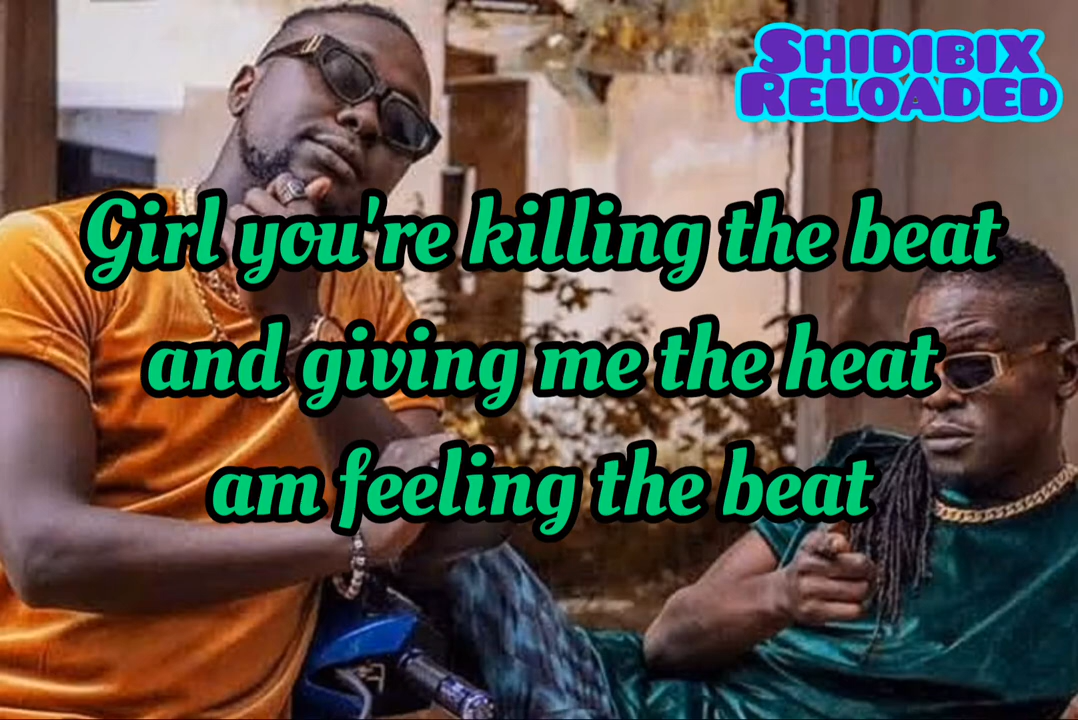 SHIDIBIX
RELOADED
Girl you're killing the beat
and giving me the heat
am feeling the beat